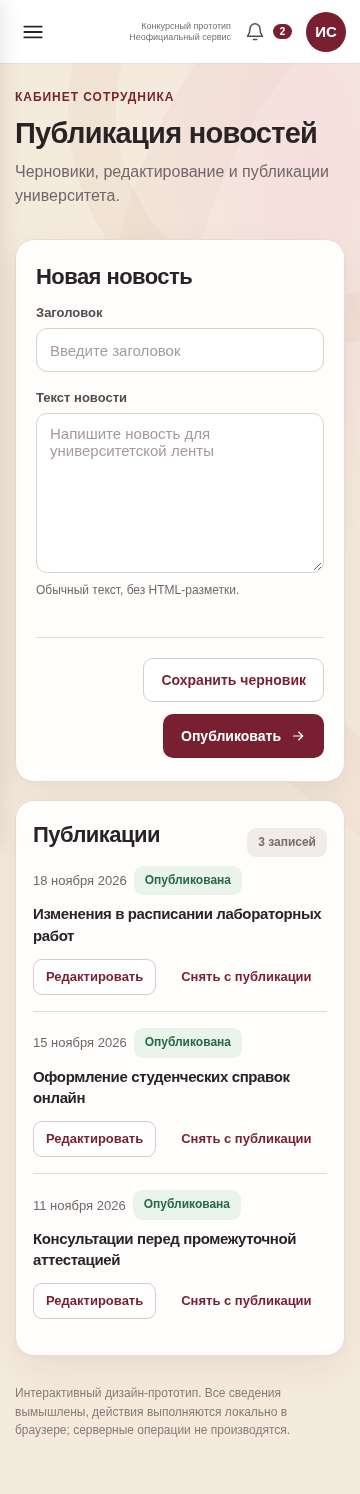 Конкурсный прототип
Неофициальный сервис
2
ИС
КАБИНЕТ СОТРУДНИКА
Публикация новостей
Черновики, редактирование и публикации
университета.
Новая новость
Заголовок
Введите заголовок
Текст новости
Напишите новость для
университетской ленты
Обычный текст, без HTML-разметки.
Сохранить черновик
Опубликовать →
Публикации
3 записей
18 ноября 2026 Опубликована
Изменения в расписании лабораторных
работ
Редактировать Снять с публикации
15 ноября 2026 Опубликована
Оформление студенческих справок
онлайн
Редактировать Снять с публикации
11 ноября 2026 Опубликована
Консультации перед промежуточной
аттестацией
Редактировать Снять с публикации
Интерактивный дизайн-прототип. Все сведения
вымышлены, действия выполняются локально в
браузере; серверные операции не производятся.